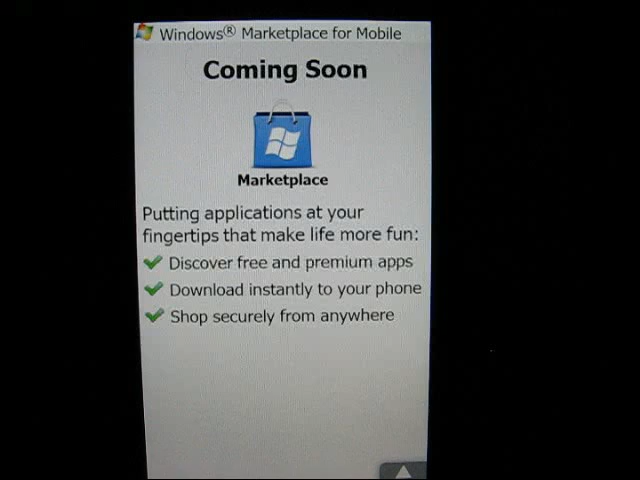 Windows® Marketplace for Mobile
Coming Soon
Marketplace
Putting applications at your
fingertips that make life more fun:
Discover free and premium apps
Download instantly to your phone
Shop securely from anywhere